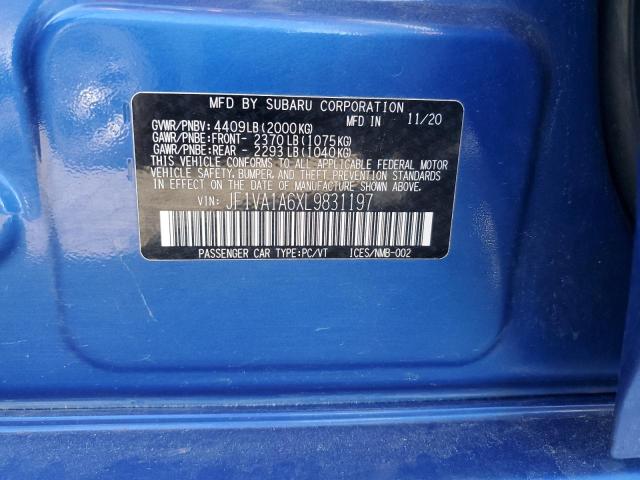 MFD BY SUBARU CORPORATION
GVWR/PNBV: 4409LB(2000KG) MFD IN 11/20
GAWR/PNBE:FRONT- 2370LB(1075KG)
GAWR/PNBE:REAR - 2293LB(1040KG)
THIS VEHICLE CONFORMS TO ALL APPLICABLE FEDERAL MOTOR
VEHICLE SAFETY, BUMPER, AND THEFT PREVENTION STANDARDS
IN EFFECT ON THE DATE OF MANUFACTURE SHOWN ABOVE.
VIN: JF1VA1A6XL9831197
PASSENGER CAR TYPE:PC/VT ICES/NMB-002